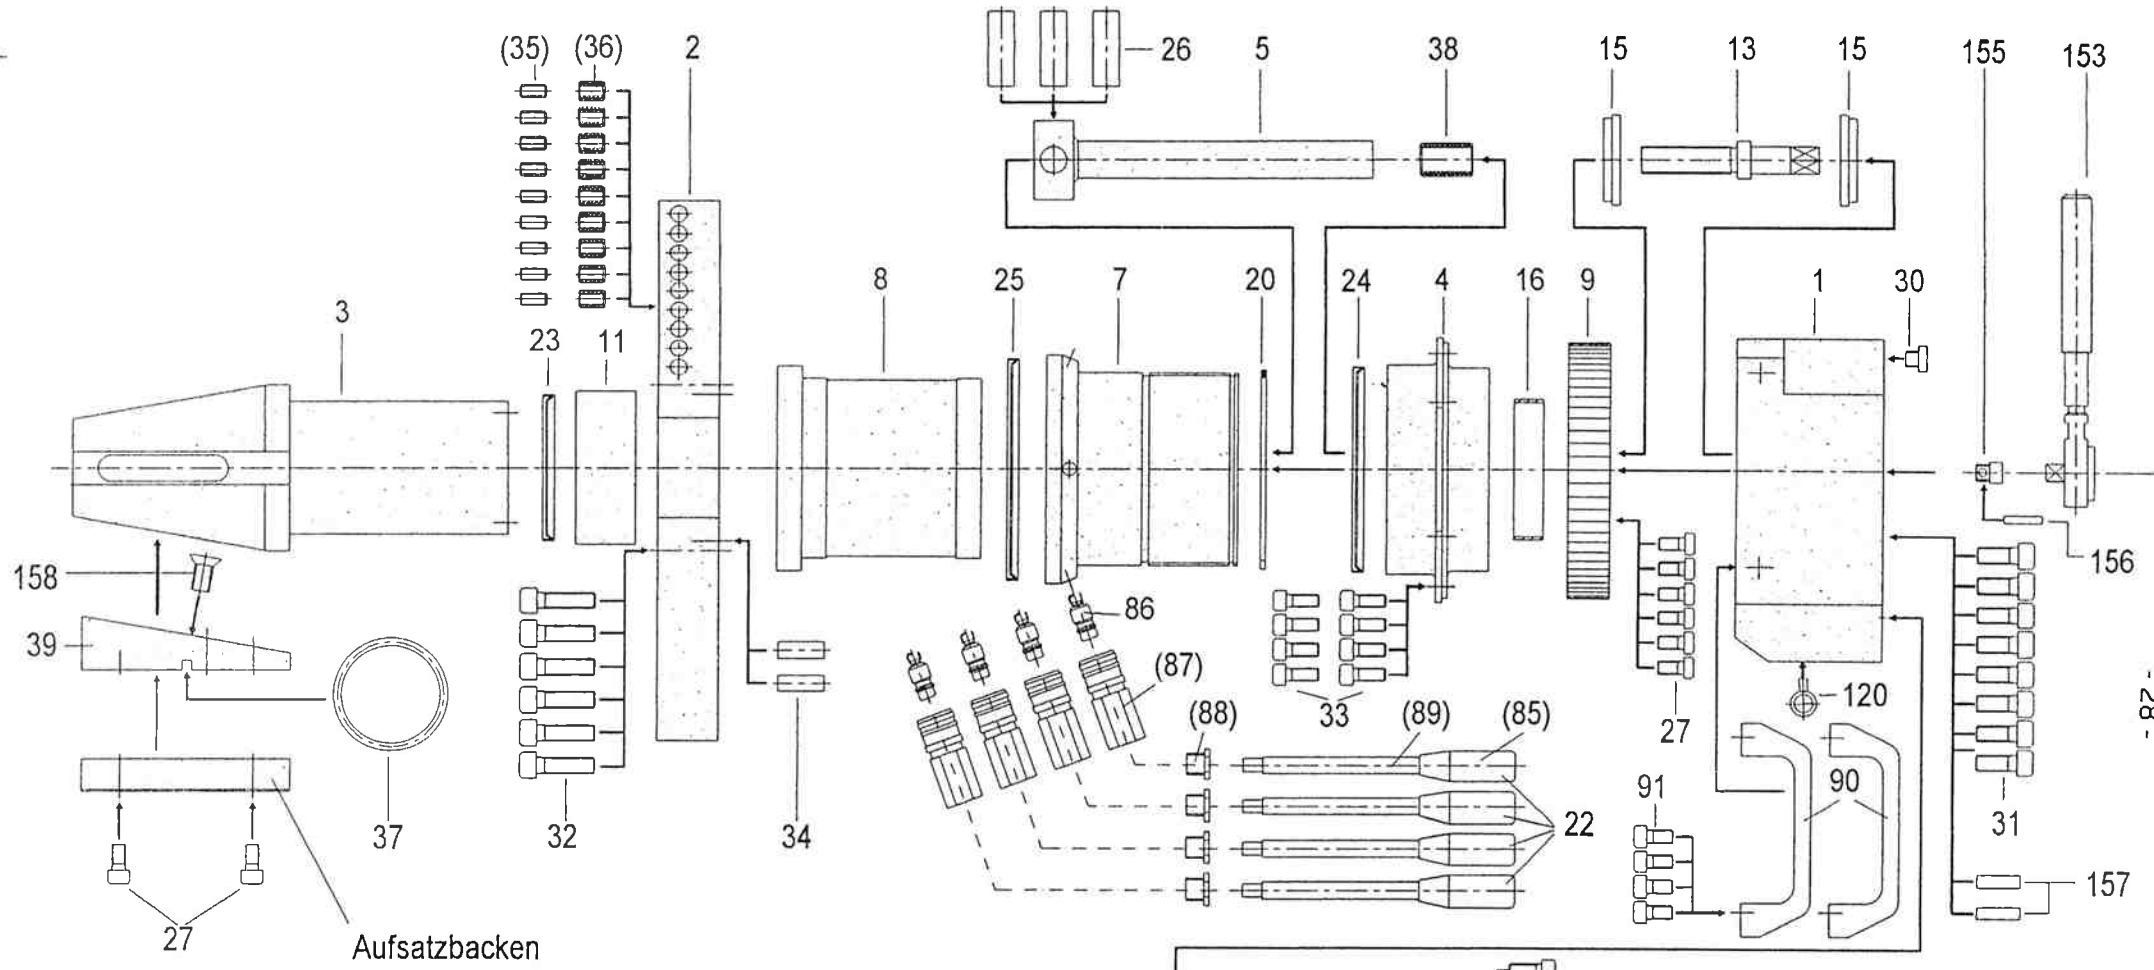 (35) (36) 2 26 5 38 15 13 15 155 153
3 23 11 8 25 7 20 24 4 16 9 1 30
158 39 37 32 34 86 (87) 33 27 120 156
(88) (89) (85) 22 91 90 31 157
27
Aufsatzbacken
- 28 -